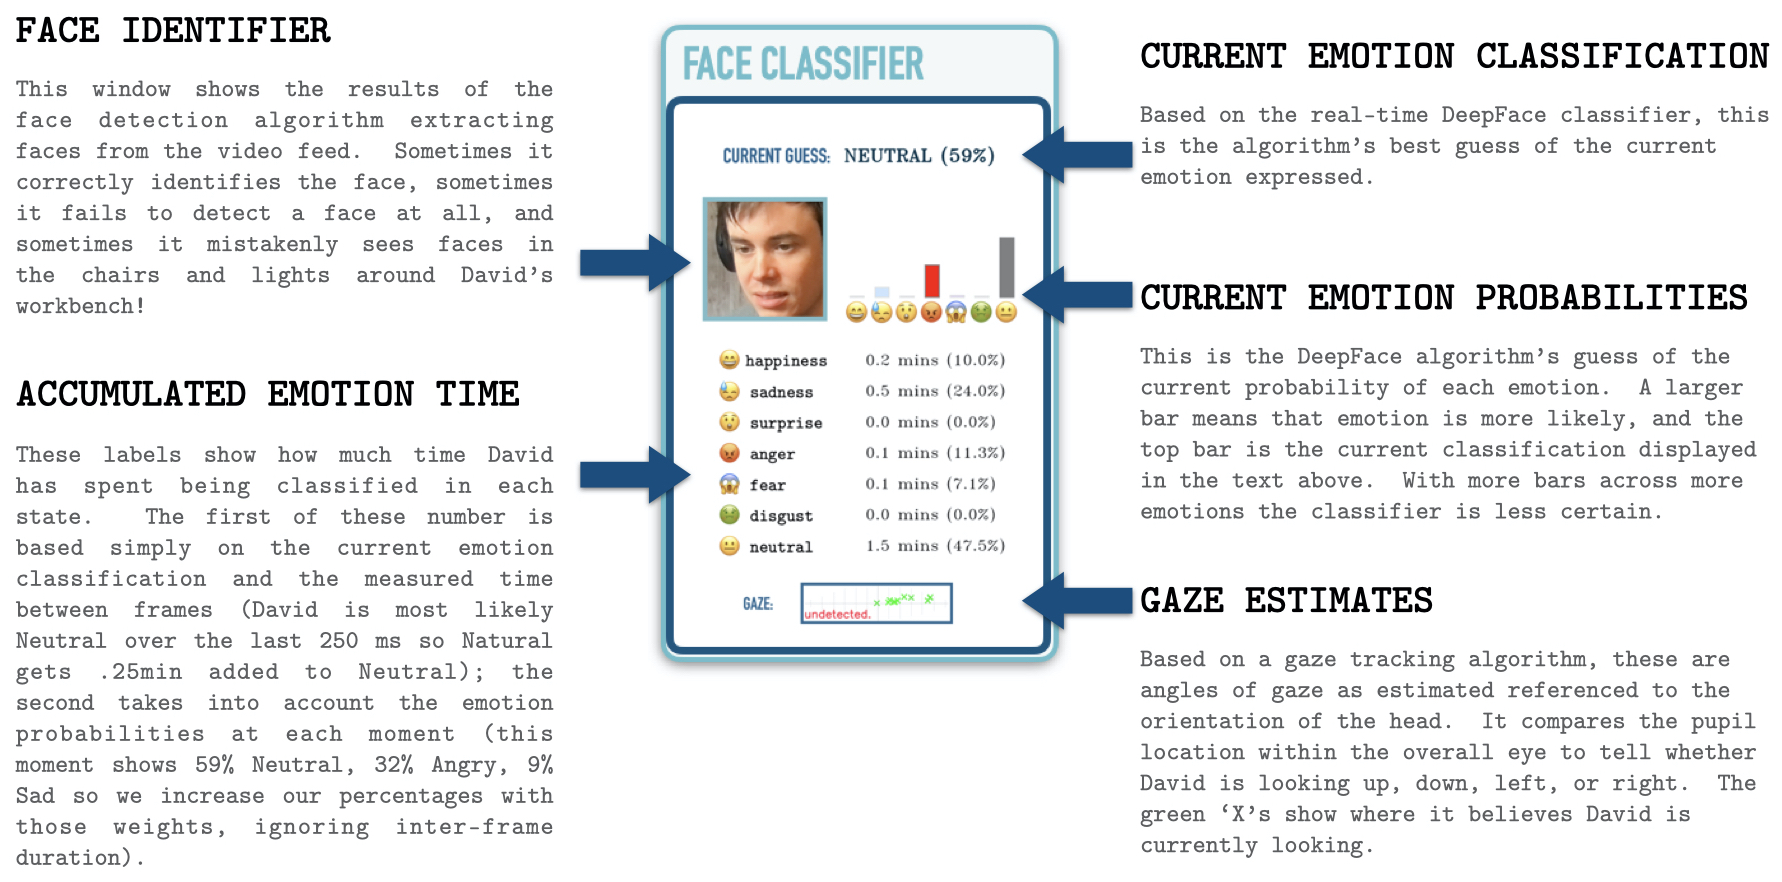 FACE IDENTIFIER
This window shows the results of the
face detection algorithm extracting
faces from the video feed. Sometimes it
correctly identifies the face, sometimes
it fails to detect a face at all, and
sometimes it mistakenly sees faces in
the chairs and lights around David's
workbench!
ACCUMULATED EMOTION TIME
These labels show how much time David
has spent being classified in each
state. The first of these number is
based simply on the current emotion
classification and the measured time
between frames (David is most likely
Neutral over the last 250 ms so Natural
gets .25min added to Neutral); the
second takes into account the emotion
probabilities at each moment (this
moment shows 59% Neutral, 32% Angry, 9%
Sad so we increase our percentages with
those weights, ignoring inter-frame
duration).
FACE CLASSIFIER
CURRENT GUESS: NEUTRAL (59%)
happiness 0.2 mins (10.0%)
sadness 0.5 mins (24.0%)
surprise 0.0 mins (0.0%)
anger 0.1 mins (11.3%)
fear 0.1 mins (7.1%)
disgust 0.0 mins (0.0%)
neutral 1.5 mins (47.5%)
GAZE: undetected.
CURRENT EMOTION CLASSIFICATION
Based on the real-time DeepFace classifier, this
is the algorithm's best guess of the current
emotion expressed.
CURRENT EMOTION PROBABILITIES
This is the DeepFace algorithm's guess of the
current probability of each emotion. A larger
bar means that emotion is more likely, and the
top bar is the current classification displayed
in the text above. With more bars across more
emotions the classifier is less certain.
GAZE ESTIMATES
Based on a gaze tracking algorithm, these are
angles of gaze as estimated referenced to the
orientation of the head. It compares the pupil
location within the overall eye to tell whether
David is looking up, down, left, or right. The
green ‘X’s show where it believes David is
currently looking.